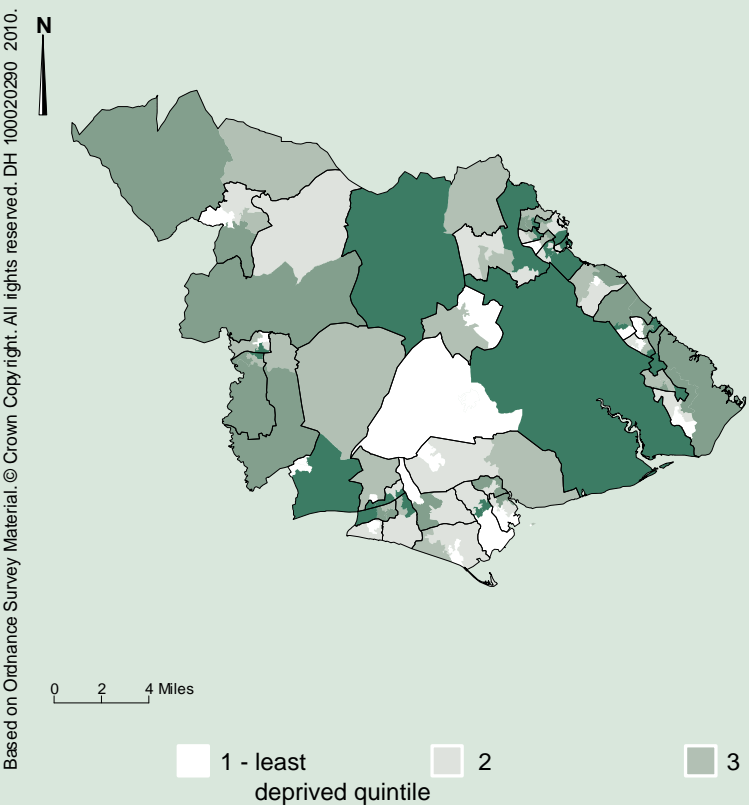 Based on Ordnance Survey Material. © Crown Copyright. All rights reserved. DH 100020290 2010.
N
0 2 4 Miles
1 - least
deprived quintile
2
3